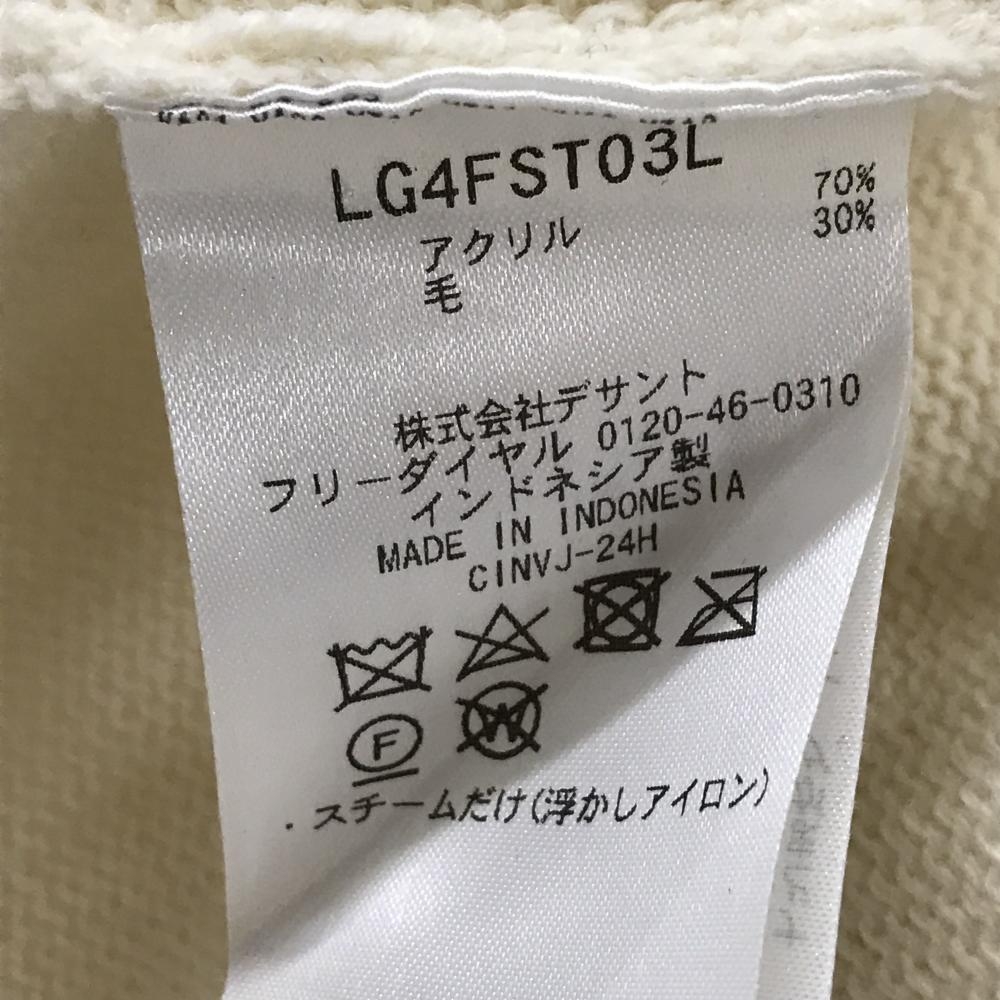 LG4FST03L
アクリル 70%
毛 30%
株式会社デサント
フリーダイヤル 0120-46-0310
インドネシア製
MADE IN INDONESIA
CINVJ-24H
F
W
．スチームだけ(浮かしアイロン)